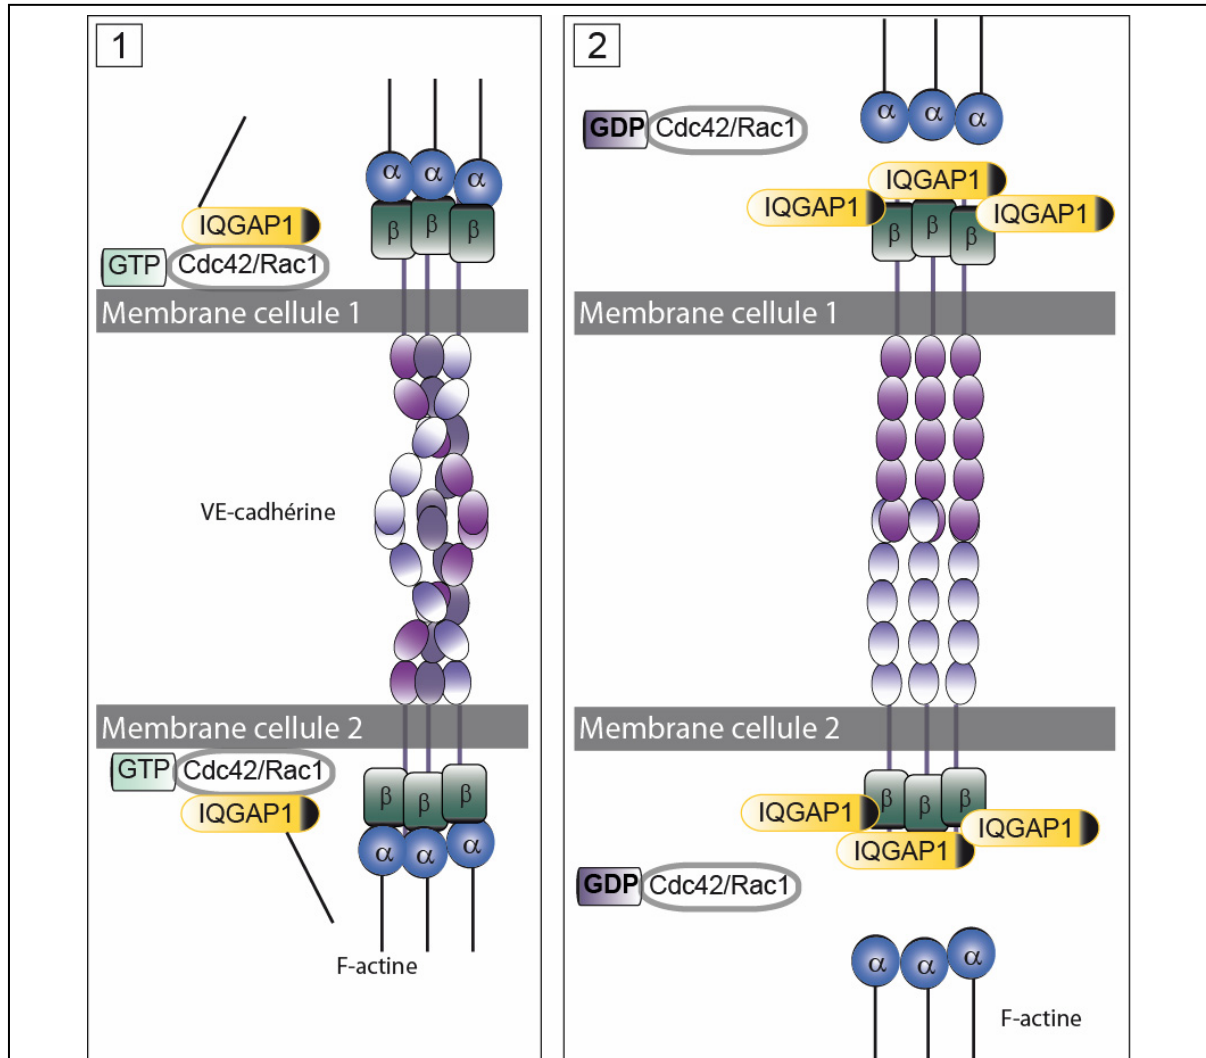 1
α α α
IQGAP1
β β β
GTP Cdc42/Rac1
Membrane cellule 1
VE-cadhérine
Membrane cellule 2
GTP Cdc42/Rac1
β β β
IQGAP1
α α α
F-actine
2
α α α
GDP Cdc42/Rac1
IQGAP1
IQGAP1 IQGAP1
β β β
Membrane cellule 1
Membrane cellule 2
β β β
IQGAP1 IQGAP1
IQGAP1
GDP Cdc42/Rac1
α α α
F-actine